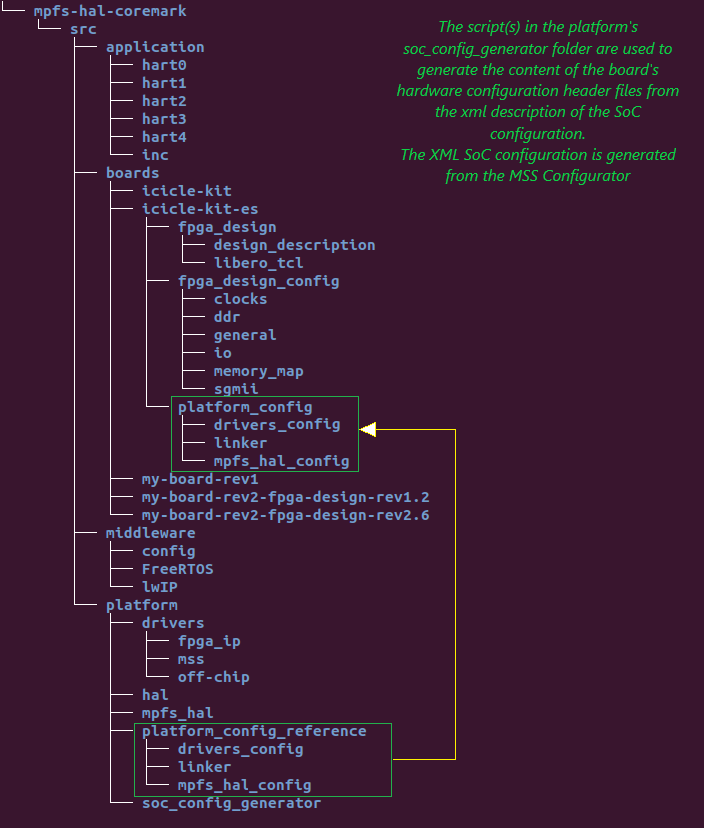 mpfs-hal-coremark
src
application
hart0
hart1
hart2
hart3
hart4
inc
boards
icicle-kit
icicle-kit-es
fpga_design
design_description
libero_tcl
fpga_design_config
clocks
ddr
general
io
memory_map
sgmii
platform_config
drivers_config
linker
mpfs_hal_config
my-board-rev1
my-board-rev2-fpga-design-rev1.2
my-board-rev2-fpga-design-rev2.6
middleware
config
FreeRTOS
lwIP
platform
drivers
fpga_ip
mss
off-chip
hal
mpfs_hal
platform_config_reference
drivers_config
linker
mpfs_hal_config
soc_config_generator
The script(s) in the platform's
soc_config_generator folder are used to
generate the content of the board's
hardware configuration header files from
the xml description of the SoC
configuration.
The XML SoC configuration is generated
from the MSS Configurator